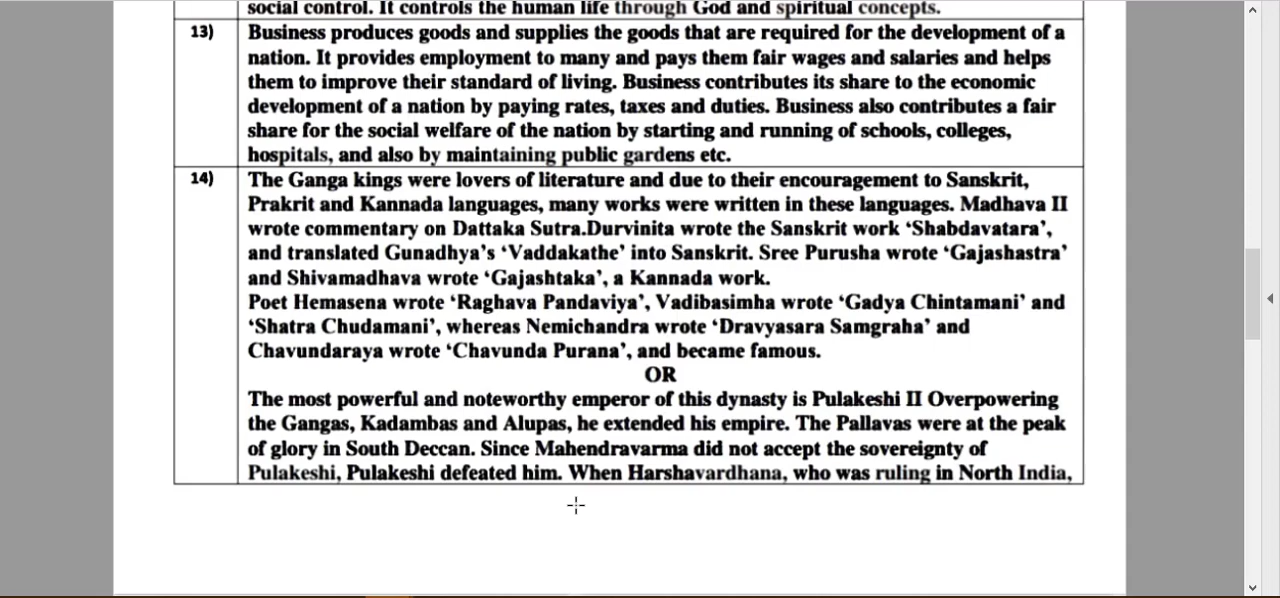 social control. It controls the human life through God and spiritual concepts.
13) Business produces goods and supplies the goods that are required for the development of a
nation. It provides employment to many and pays them fair wages and salaries and helps
them to improve their standard of living. Business contributes its share to the economic
development of a nation by paying rates, taxes and duties. Business also contributes a fair
share for the social welfare of the nation by starting and running of schools, colleges,
hospitals, and also by maintaining public gardens etc.
14) The Ganga kings were lovers of literature and due to their encouragement to Sanskrit,
Prakrit and Kannada languages, many works were written in these languages. Madhava II
wrote commentary on Dattaka Sutra.Durvinita wrote the Sanskrit work ‘Shabdavatara’,
and translated Gunadhya’s ‘Vaddakathe’ into Sanskrit. Sree Purusha wrote ‘Gajashastra’
and Shivamadhava wrote ‘Gajashtaka’, a Kannada work.
Poet Hemasena wrote ‘Raghava Pandaviya’, Vadibasimha wrote ‘Gadya Chintamani’ and
‘Shatra Chudamani’, whereas Nemichandra wrote ‘Dravyasara Samgraha’ and
Chavundaraya wrote ‘Chavunda Purana’, and became famous.
OR
The most powerful and noteworthy emperor of this dynasty is Pulakeshi II Overpowering
the Gangas, Kadambas and Alupas, he extended his empire. The Pallavas were at the peak
of glory in South Deccan. Since Mahendravarma did not accept the sovereignty of
Pulakeshi, Pulakeshi defeated him. When Harshavardhana, who was ruling in North India,